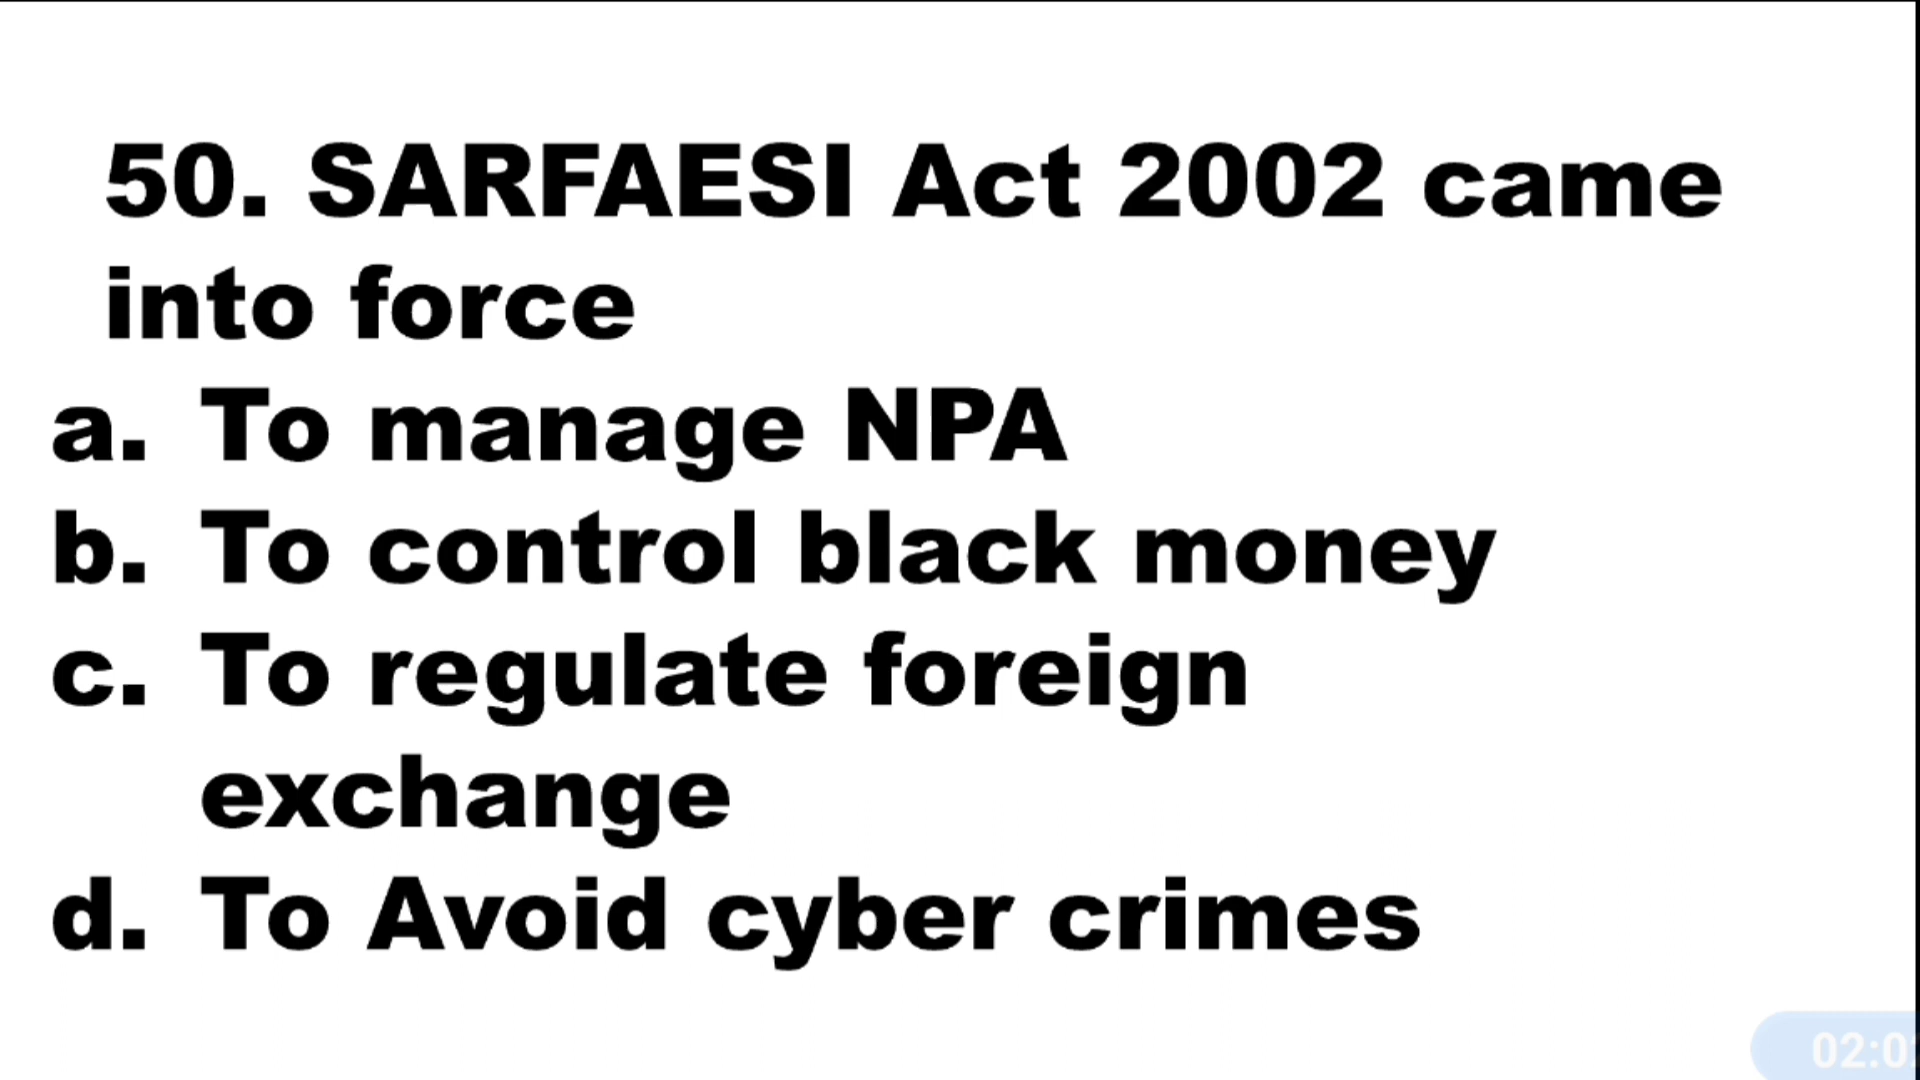 50. SARFAESI Act 2002 came
into force
a. To manage NPA
b. To control black money
c. To regulate foreign
exchange
d. To Avoid cyber crimes